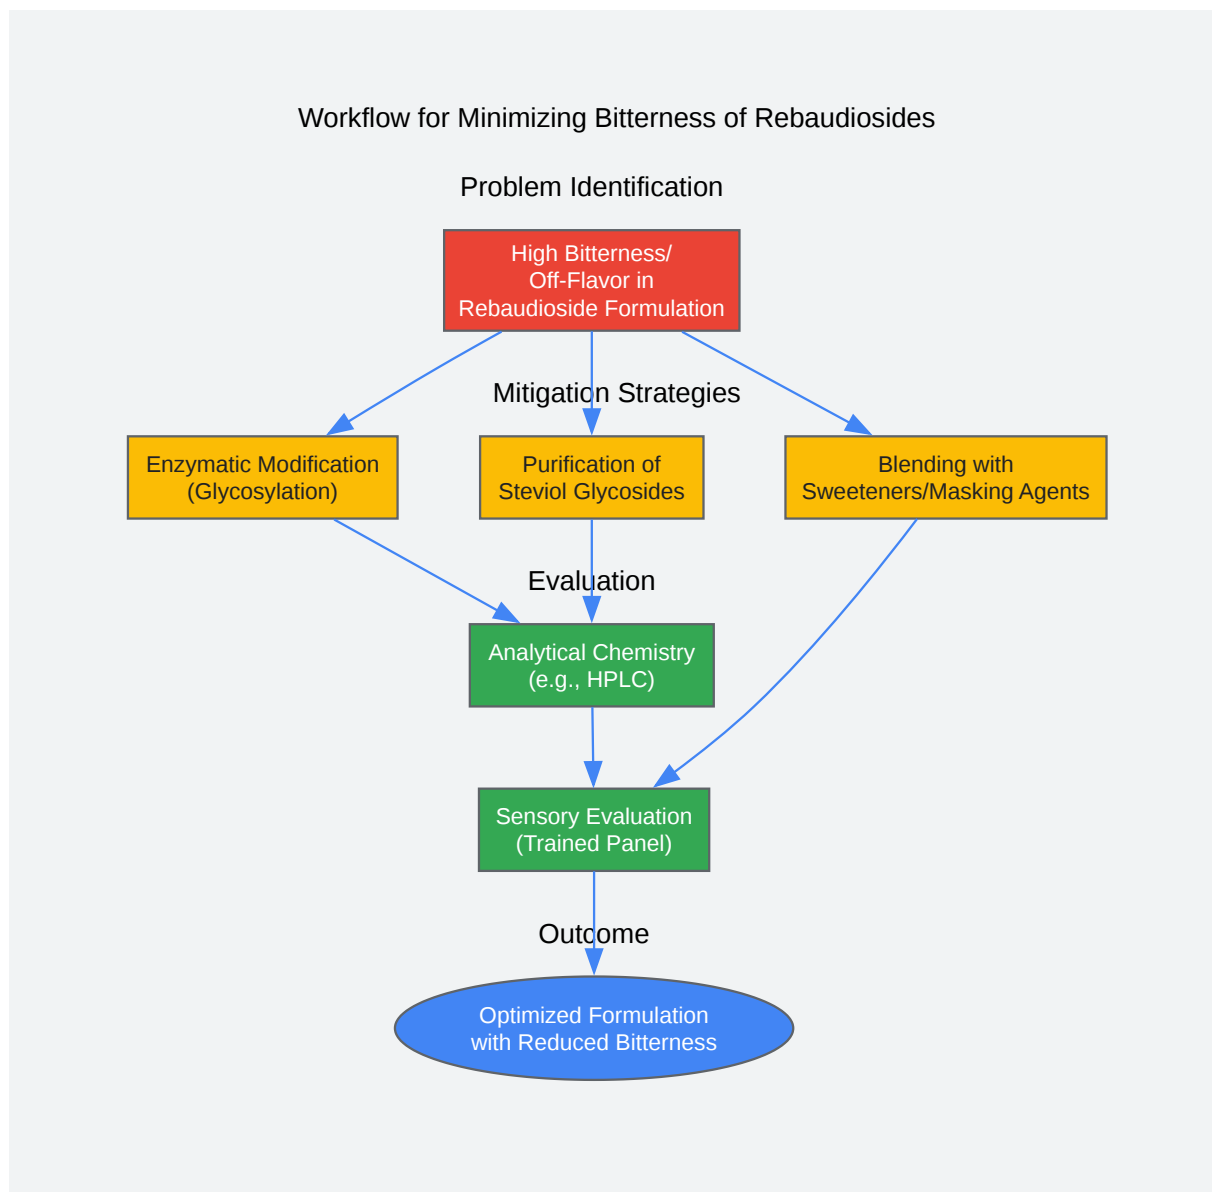 Workflow for Minimizing Bitterness of Rebaudiosides
Problem Identification
High Bitterness/
Off-Flavor in
Rebaudioside Formulation
Mitigation Strategies
Enzymatic Modification
(Glycosylation)
Purification of
Steviol Glycosides
Blending with
Sweeteners/Masking Agents
Evaluation
Analytical Chemistry
(e.g., HPLC)
Sensory Evaluation
(Trained Panel)
Outcome
Optimized Formulation
with Reduced Bitterness